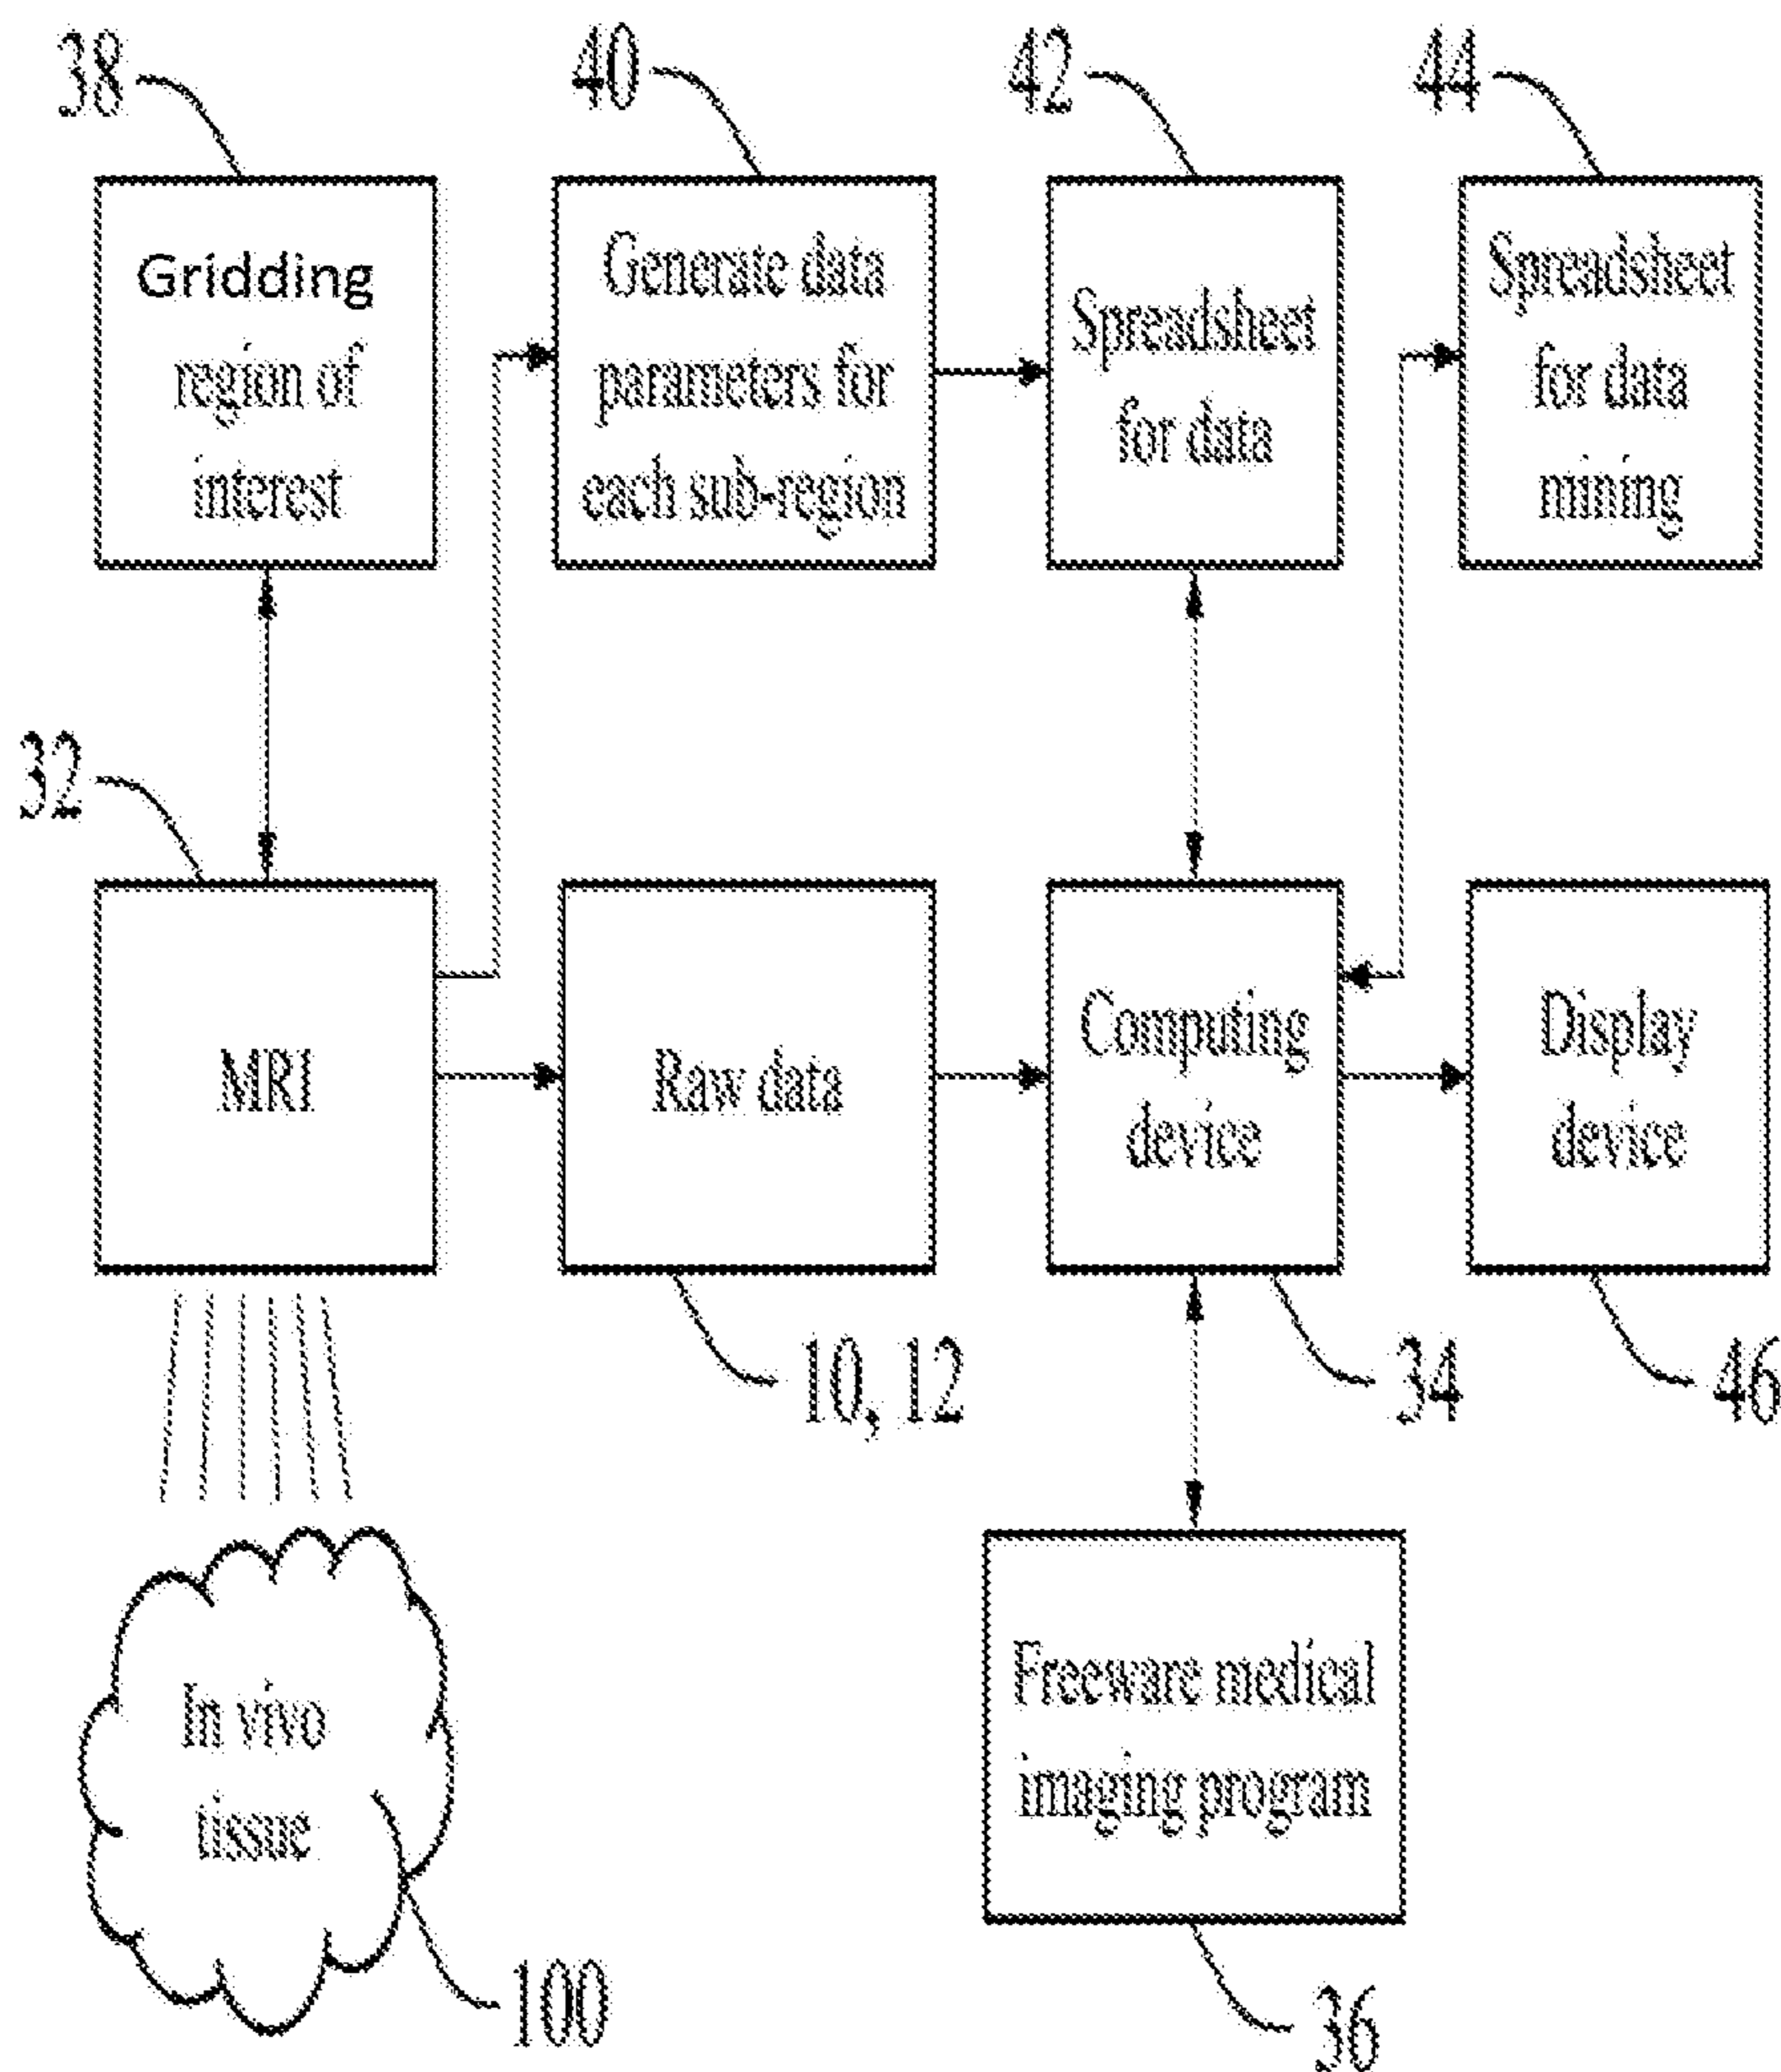 38
40
42
44
Gridding
region of
interest
Generate data
parameters for
each sub-region
Spreadsheet
for data
Spreadsheet
for data
mining
32
MRI
Raw data
Computing
device
Display
device
10, 12
34
46
In vivo
tissue
Freeware medical
imaging program
100
36